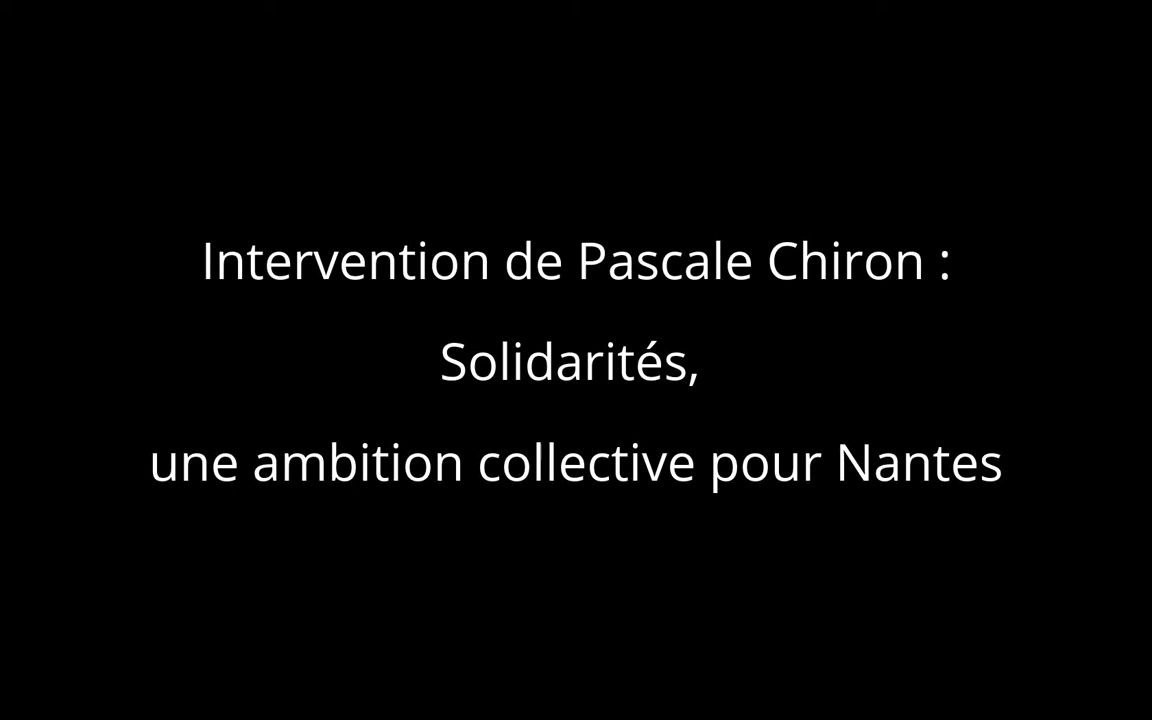 Intervention de Pascale Chiron :
Solidarités,
une ambition collective pour Nantes